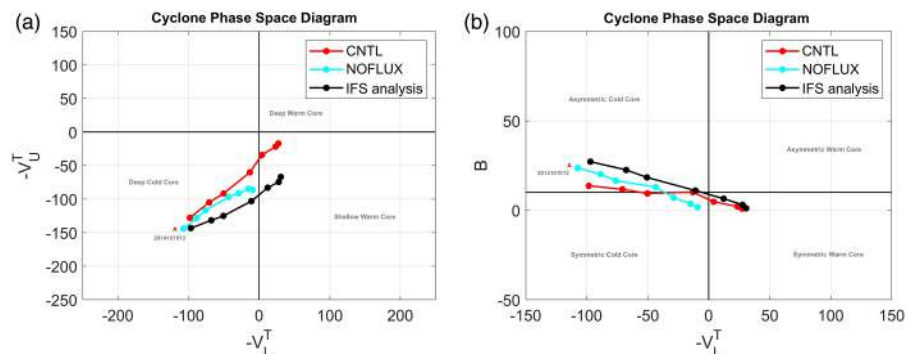 (a)
Cyclone Phase Space Diagram
150
100
50
0
-50
-100
-150
-200
-250
-V_U^T
CNTL
NOFLUX
IFS analysis
Deep Warm Core
Deep Cold Core
Shallow Warm Core
A
2014101912
-200 -100 0 100 200
-V_L^T
(b)
Cyclone Phase Space Diagram
100
50
0
-50
B
CNTL
NOFLUX
IFS analysis
Asymmetric Cold Core
Asymmetric Warm Core
A
Symmetric Cold Core
Symmetric Warm Core
-150 -100 -50 0 50 100 150
-V_L^T